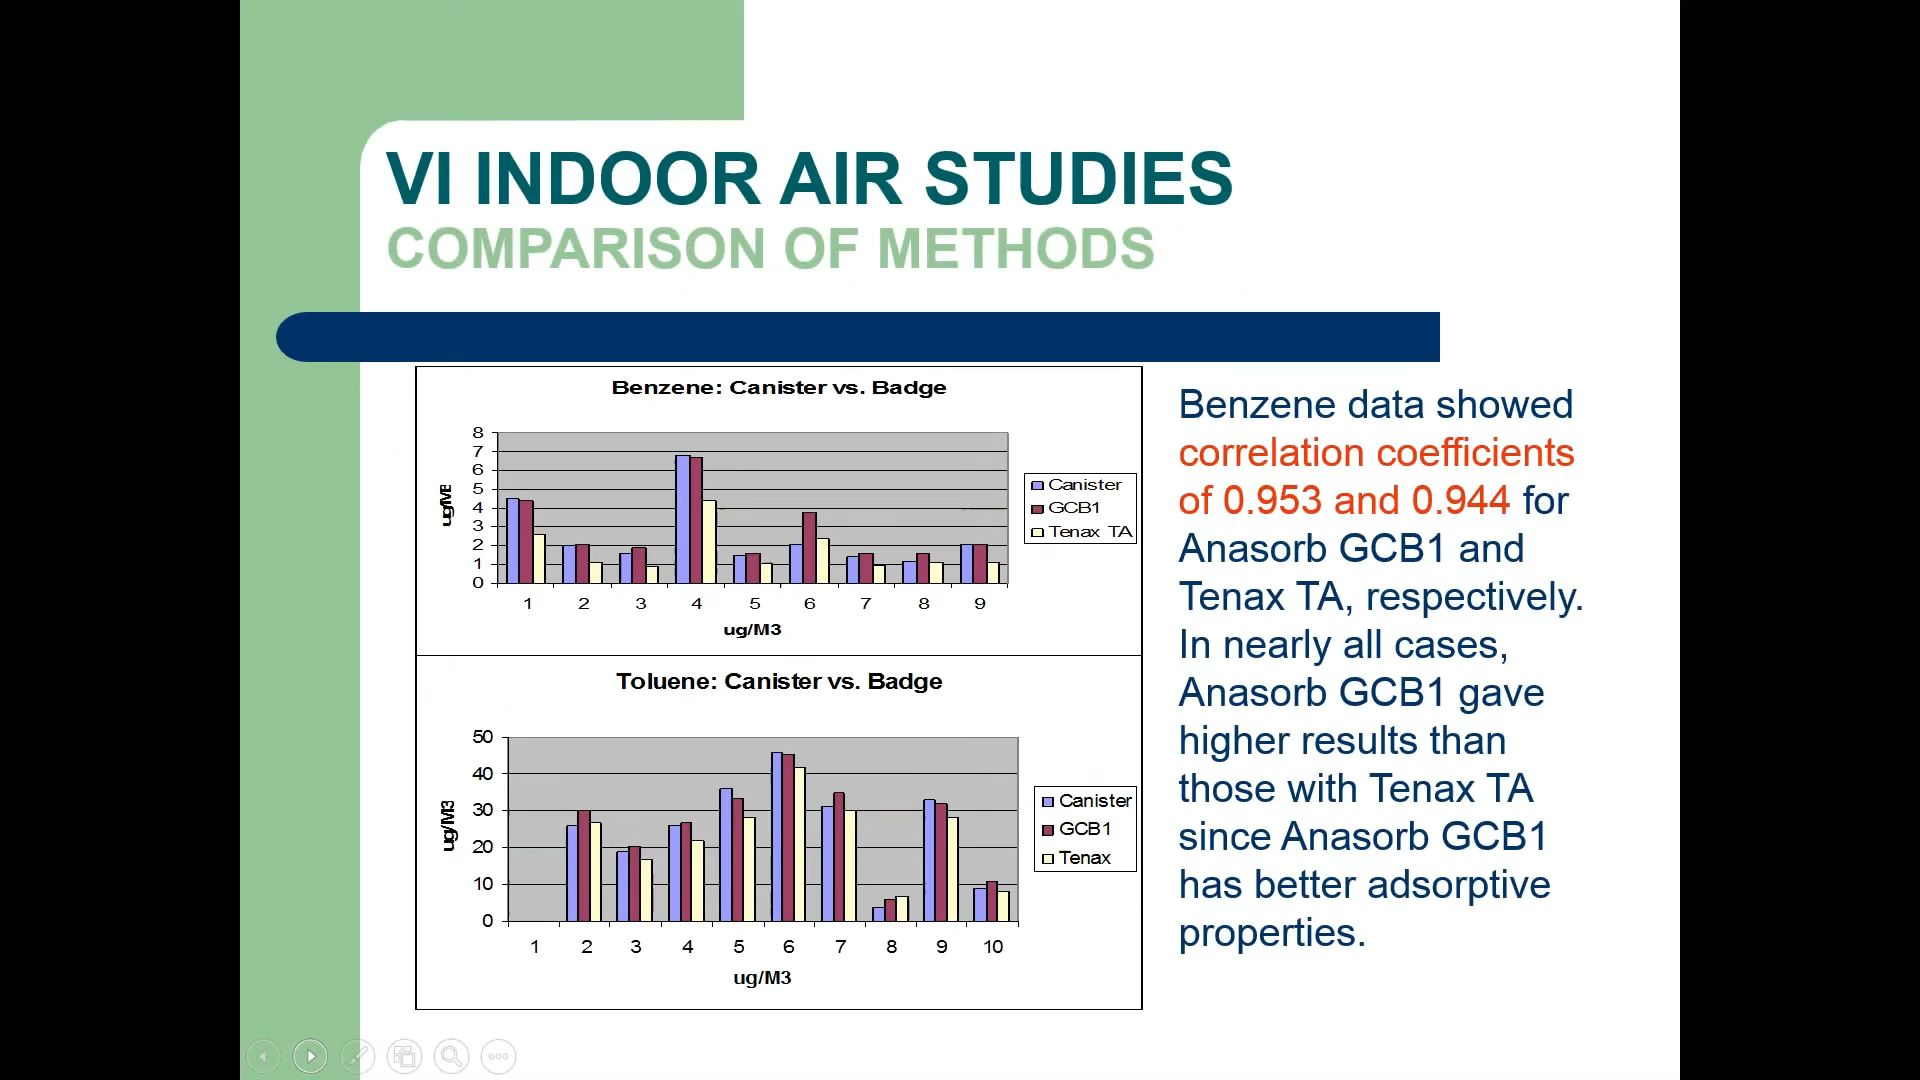 VI INDOOR AIR STUDIES
COMPARISON OF METHODS
Benzene: Canister vs. Badge
8
7
6
5
4
3
2
1
0
ug/M3
1 2 3 4 5 6 7 8 9
ug/M3
Canister
GCB1
Tenax TA
Toluene: Canister vs. Badge
50
40
30
20
10
0
ug/M3
1 2 3 4 5 6 7 8 9 10
ug/M3
Canister
GCB1
Tenax
Benzene data showed
correlation coefficients
of 0.953 and 0.944 for
Anasorb GCB1 and
Tenax TA, respectively.
In nearly all cases,
Anasorb GCB1 gave
higher results than
those with Tenax TA
since Anasorb GCB1
has better adsorptive
properties.